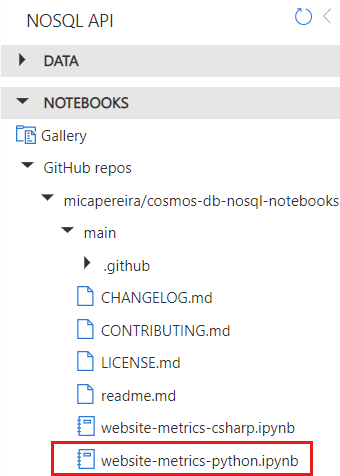 NOSQL API
DATA
NOTEBOOKS
Gallery
GitHub repos
micapereira/cosmos-db-nosql-notebooks
main
.github
CHANGELOG.md
CONTRIBUTING.md
LICENSE.md
readme.md
website-metrics-csharp.ipynb
website-metrics-python.ipynb